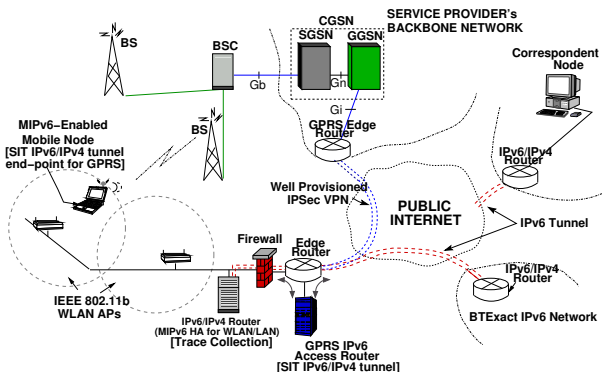 SERVICE PROVIDER's
BACKBONE NETWORK
CGSN
SGSN
GGSN
BSC
BS
Gb
Gn
Gi
Correspondent
Node
GPRS Edge
Router
MIPv6-Enabled
Mobile Node
[SIT IPv6/IPv4 tunnel
end-point for GPRS]
BS
IPv6/IPv4
Router
Well Provisioned
IPSec VPN
PUBLIC
INTERNET
IPv6 Tunnel
Firewall
Edge
Router
IPv6/IPv4
Router
IEEE 802.11b
WLAN APs
IPv6/IPv4 Router
(MIPv6 HA for WLAN/LAN)
[Trace Collection]
BTExact IPv6 Network
GPRS IPv6
Access Router
[SIT IPv6/IPv4 tunnel]